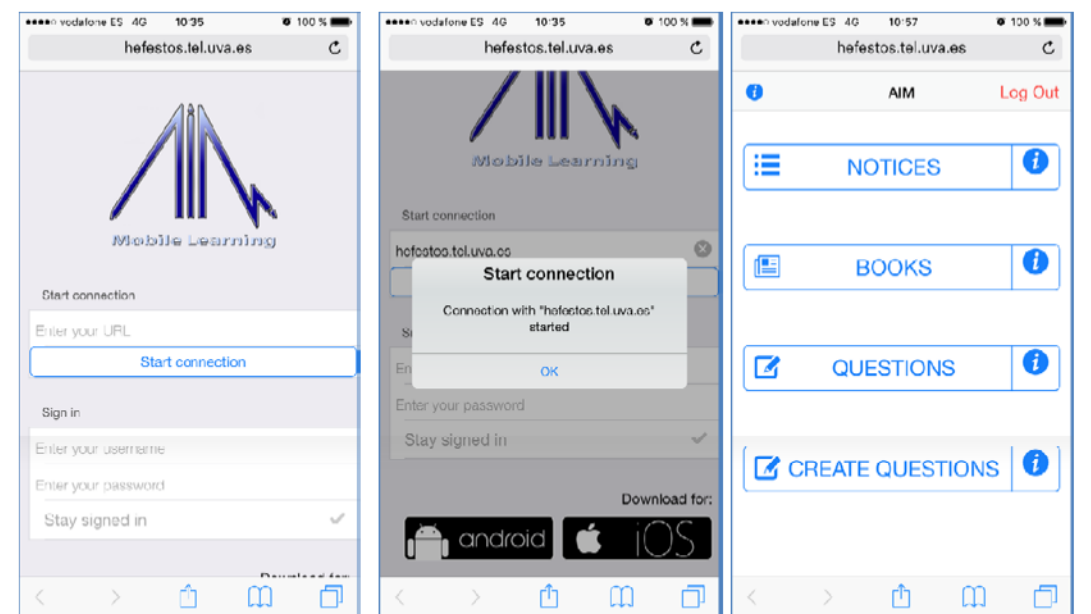 vodafone ES 4G 10:35 100 %
hefestos.tel.uva.es
Mobile Learning
Start connection
Enter your URL
Start connection
Sign in
Enter your username
Enter your password
Stay signed in
Download for:
vodafone ES 4G 10:35 100 %
hefestos.tel.uva.es
Mobile Learning
Start connection
hefestos.tel.uva.es
Start connection
Connection with "hefestos.tel.uva.es"
started
OK
Enter your password
Stay signed in
Download for:
android
iOS
vodafone ES 4G 10:57 100 %
hefestos.tel.uva.es
AIM Log Out
NOTICES
BOOKS
QUESTIONS
CREATE QUESTIONS